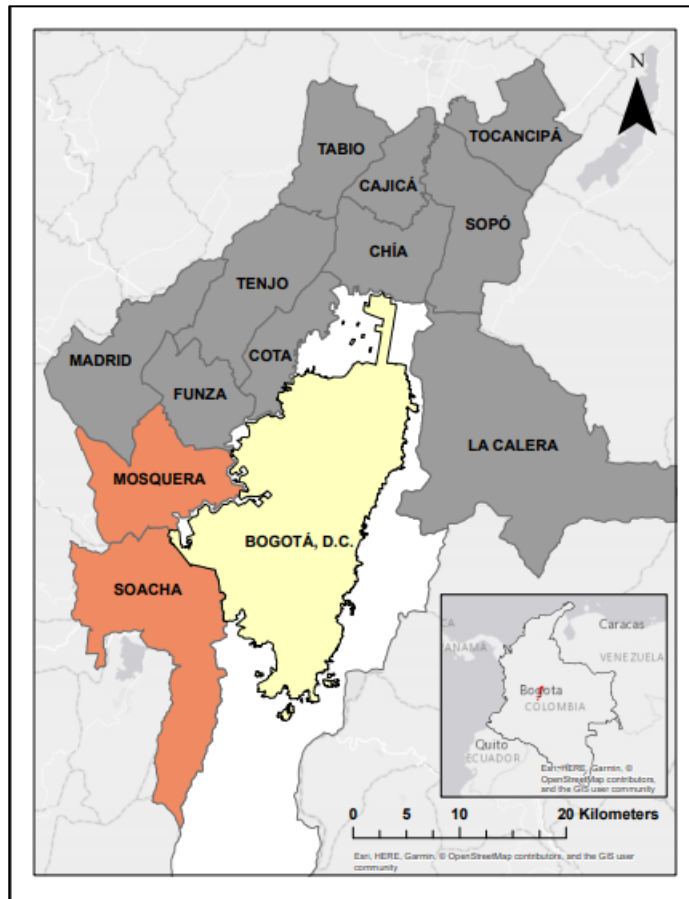 N
TOCANCIPÁ
TABIO
CAJICÁ
SOPÓ
CHÍA
TENJO
MADRID
COTA
FUNZA
LA CALERA
MOSQUERA
BOGOTÁ, D.C.
SOACHA
CA
Caracas
PANAMA
VENEZUELA
Bogota
COLOMBIA
Quito
ECUADOR
Esri, HERE, Garmin, ©
OpenStreetMap contributors,
and the GIS user community
0 5 10 20 Kilometers
Esri, HERE, Garmin, © OpenStreetMap contributors, and the GIS user
community